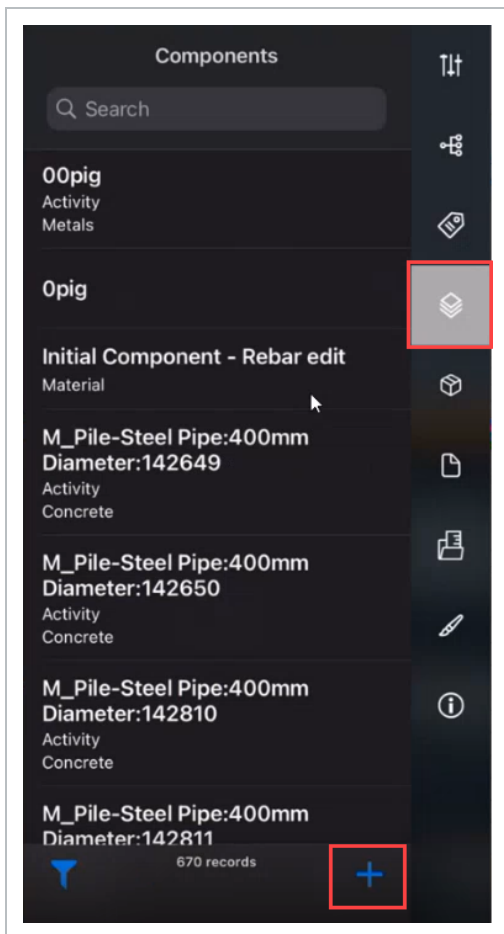 Components
Search
00pig
Activity
Metals
0pig
Initial Component - Rebar edit
Material
M_Pile-Steel Pipe:400mm
Diameter:142649
Activity
Concrete
M_Pile-Steel Pipe:400mm
Diameter:142650
Activity
Concrete
M_Pile-Steel Pipe:400mm
Diameter:142810
Activity
Concrete
M_Pile-Steel Pipe:400mm
Diameter:142811
670 records